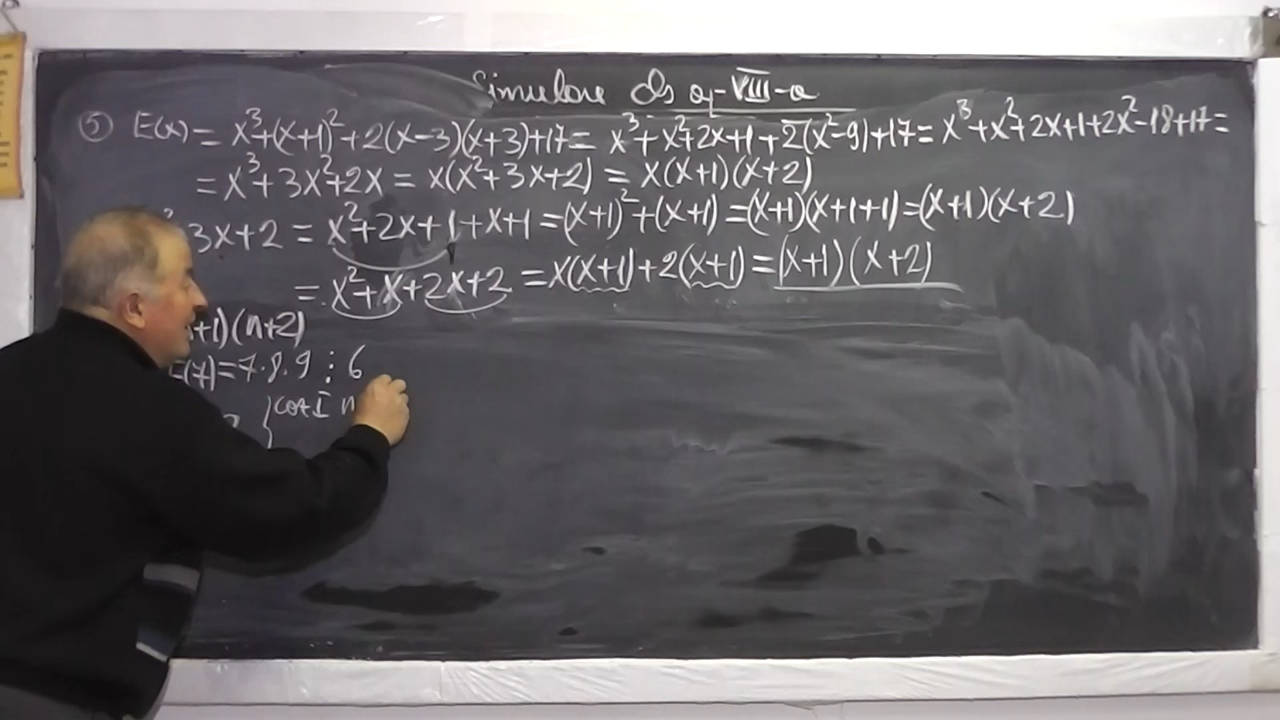 Simulare cls a-VIII-a
⑤ E(x) = x³+(x+1)²+2(x-3)(x+3)+17= x³+x²+2x+1+2(x²-9)+17= x³+x²+2x+1+2x²-18+17=
= x³+3x²+2x = x(x²+3x+2) = x(x+1)(x+2)
3x+2 = x²+2x+1+x+1 =(x+1)²+(x+1) =(x+1)(x+1+1)=(x+1)(x+2)
= x²+x+2x+2 =x(x+1)+2(x+1) =(x+1)(x+2)
+1)(n+2)
(7)=7·8·9 ⋮ 6
caz I n